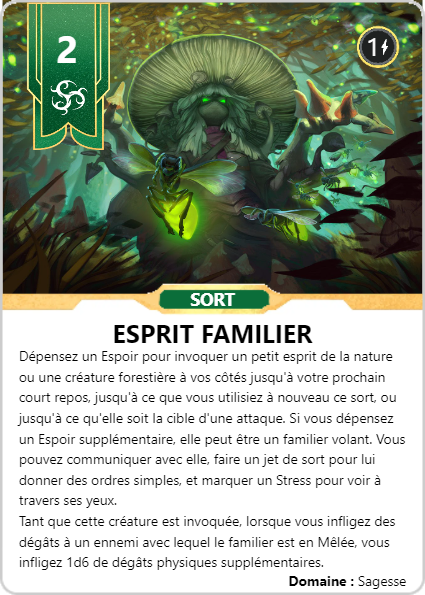 2
1
SORT
ESPRIT FAMILIER
Dépensez un Espoir pour invoquer un petit esprit de la nature
ou une créature forestière à vos côtés jusqu'à votre prochain
court repos, jusqu'à ce que vous utilisiez à nouveau ce sort, ou
jusqu'à ce qu'elle soit la cible d'une attaque. Si vous dépensez
un Espoir supplémentaire, elle peut être un familier volant. Vous
pouvez communiquer avec elle, faire un jet de sort pour lui
donner des ordres simples, et marquer un Stress pour voir à
travers ses yeux.
Tant que cette créature est invoquée, lorsque vous infligez des
dégâts à un ennemi avec lequel le familier est en Mêlée, vous
infligez 1d6 de dégâts physiques supplémentaires.
Domaine : Sagesse